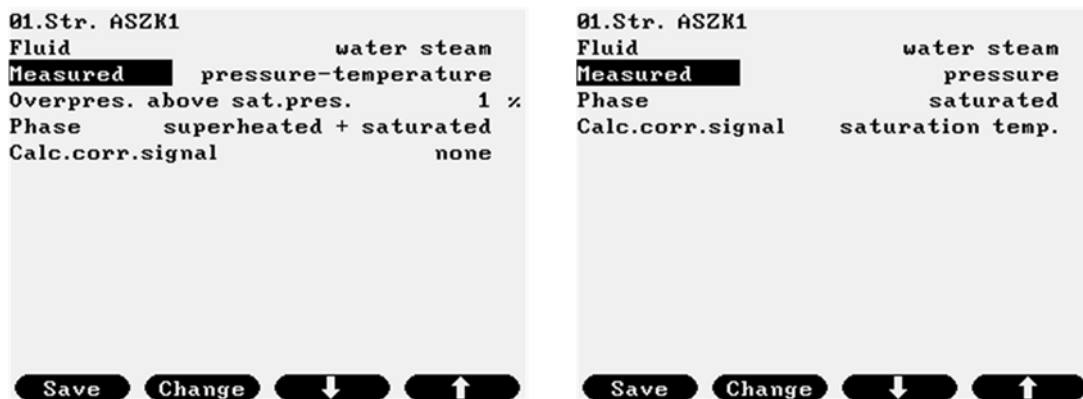 01.Str. ASZK1
Fluid water steam
Measured pressure-temperature
Overpres. above sat.pres. 1 %
Phase superheated + saturated
Calc.corr.signal none
Save Change ↓ ↑
01.Str. ASZK1
Fluid water steam
Measured pressure
Phase saturated
Calc.corr.signal saturation temp.
Save Change ↓ ↑